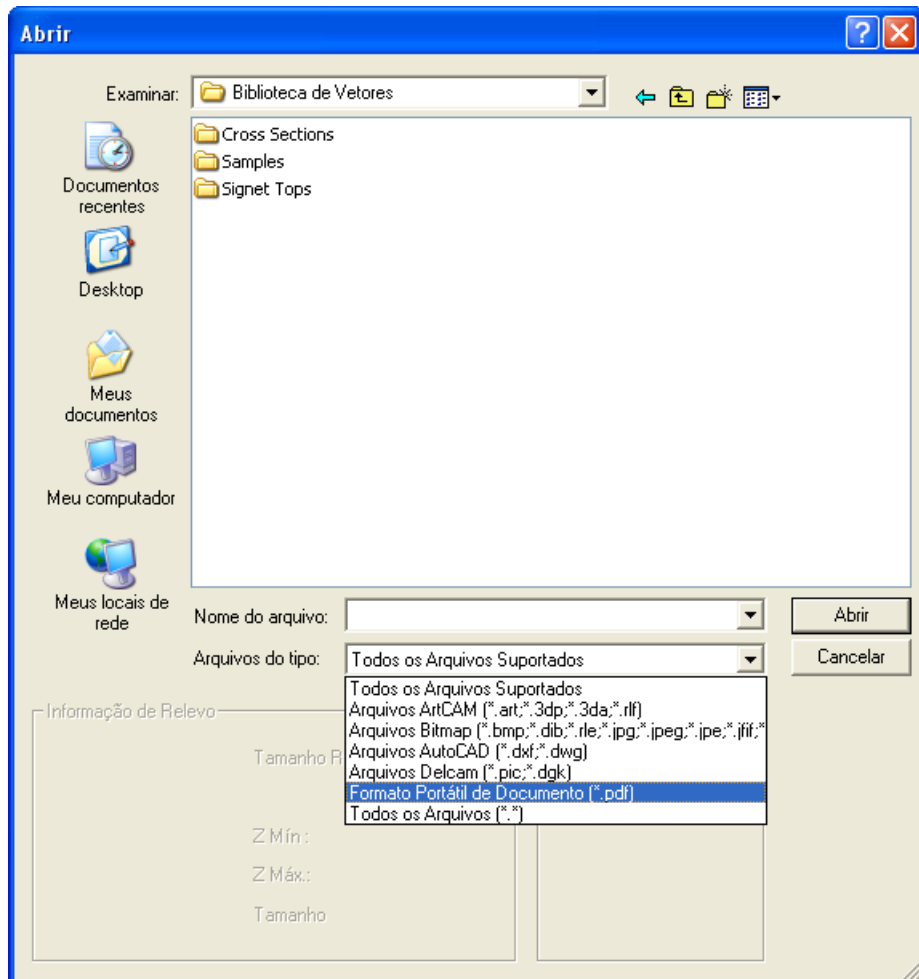 Abrir
Examinar:
Biblioteca de Vetores
Cross Sections
Samples
Signet Tops
Documentos
recentes
Desktop
Meus
documentos
Meu computador
Meus locais de
rede
Nome do arquivo:
Abrir
Arquivos do tipo:
Todos os Arquivos Suportados
Cancelar
Todos os Arquivos Suportados
Arquivos ArtCAM (*.art;*.3dp;*.3da;*.rlf)
Arquivos Bitmap (*.bmp;*.dib;*.rle;*.jpg;*.jpeg;*.jpe;*.jfif;*
Arquivos AutoCAD (*.dxf;*.dwg)
Arquivos Delcam (*.pic;*.dgk)
Formato Portátil de Documento (*.pdf)
Todos os Arquivos (*.*)
Informação de Relevo
Tamanho R
Z Mín :
Z Máx.:
Tamanho